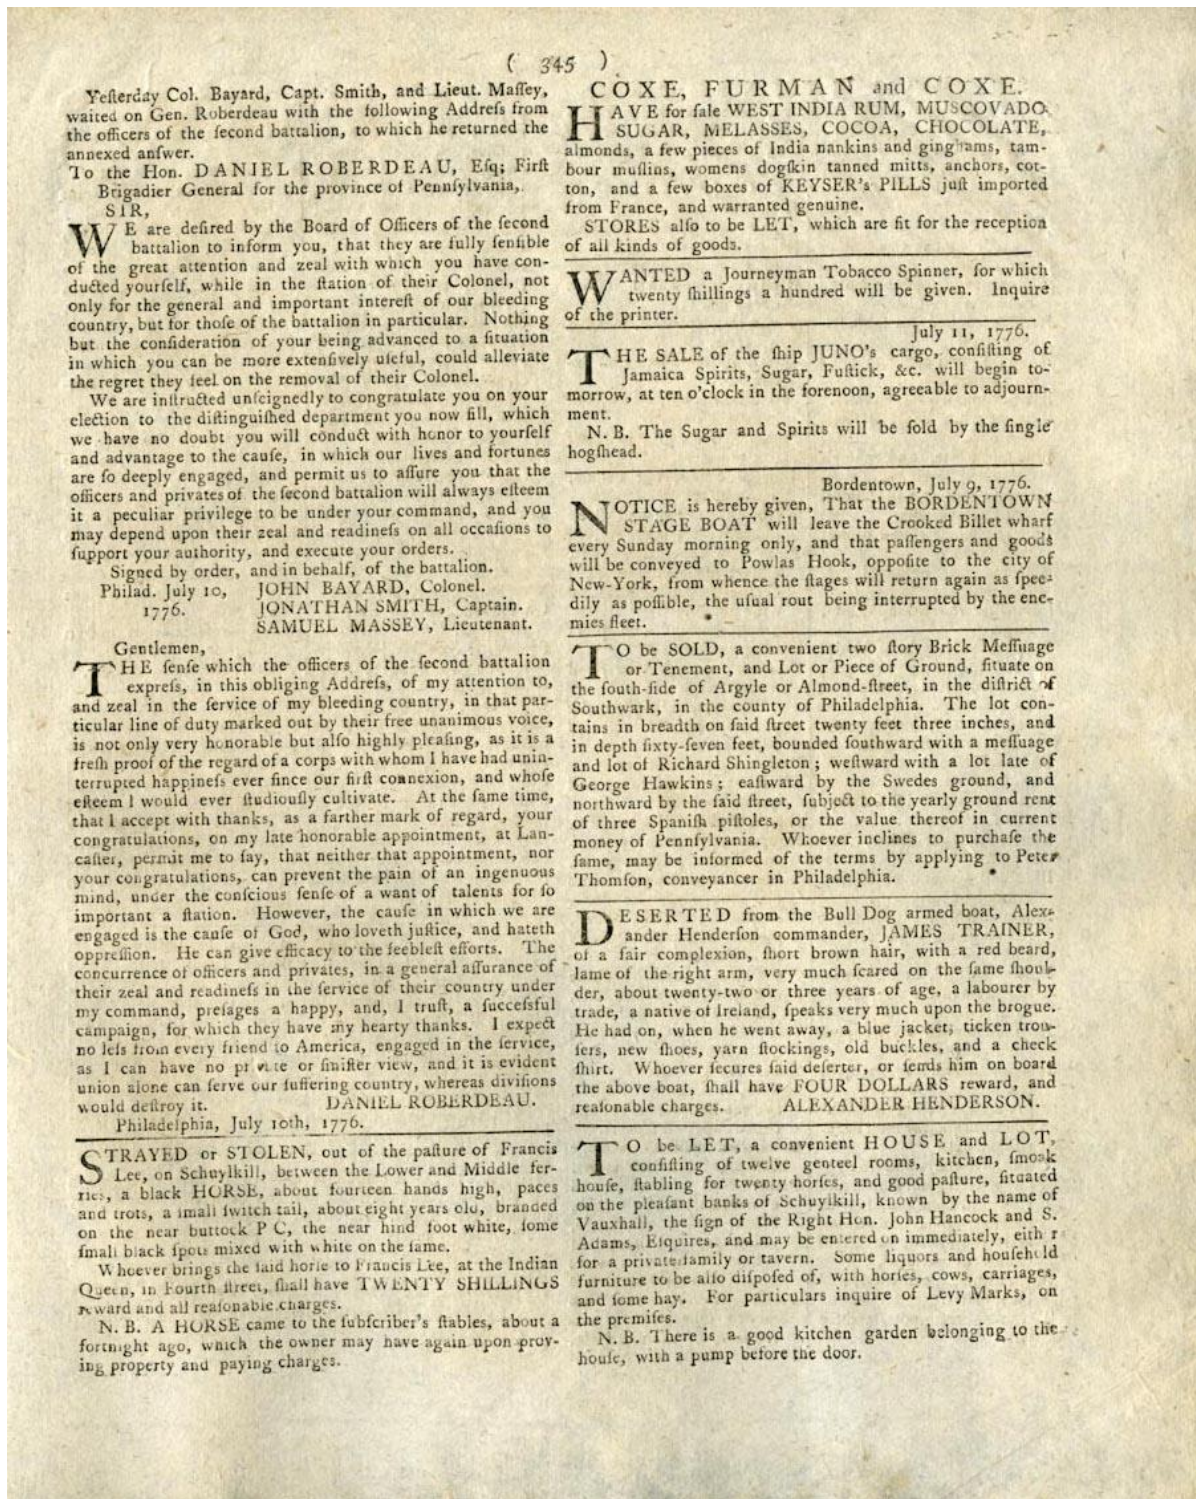 ( 345 )
Yeſterday Col. Bayard, Capt. Smith, and Lieut. Maſſey,
waited on Gen. Roberdeau with the following Addreſs from
the officers of the ſecond battalion, to which he returned the
annexed anſwer.
To the Hon. DANIEL ROBERDEAU, Eſq; Firſt
Brigadier General for the province of Pennſylvania,
SIR,
WE are deſired by the Board of Officers of the ſecond
battalion to inform you, that they are fully ſenſible
of the great attention and zeal with which you have con-
ducted yourſelf, while in the ſtation of their Colonel, not
only for the general and important intereſt of our bleeding
country, but for thoſe of the battalion in particular. Nothing
but the conſideration of your being advanced to a ſituation
in which you can be more extenſively uſeful, could alleviate
the regret they feel on the removal of their Colonel.
We are inſtructed unfeignedly to congratulate you on your
election to the diſtinguiſhed department you now fill, which
we have no doubt you will conduct with honor to yourſelf
and advantage to the cauſe, in which our lives and fortunes
are ſo deeply engaged, and permit us to aſſure you that the
officers and privates of the ſecond battalion will always eſteem
it a peculiar privilege to be under your command, and you
may depend upon their zeal and readineſs on all occaſions to
ſupport your authority, and execute your orders.
Signed by order, and in behalf, of the battalion.
Philad. July 10, JOHN BAYARD, Colonel.
1776. JONATHAN SMITH, Captain.
SAMUEL MASSEY, Lieutenant.
Gentlemen,
THE ſenſe which the officers of the ſecond battalion
expreſs, in this obliging Addreſs, of my attention to,
and zeal in the ſervice of my bleeding country, in that par-
ticular line of duty marked out by their free unanimous voice,
is not only very honorable but alſo highly pleaſing, as it is a
freſh proof of the regard of a corps with whom I have had unin-
terrupted happineſs ever ſince our firſt connexion, and whoſe
eſteem I would ever ſtudiouſly cultivate. At the ſame time,
that I accept with thanks, as a farther mark of regard, your
congratulations, on my late honorable appointment, at Lan-
caſter, permit me to ſay, that neither that appointment, nor
your congratulations, can prevent the pain of an ingenuous
mind, under the conſcious ſenſe of a want of talents for ſo
important a ſtation. However, the cauſe in which we are
engaged is the cauſe of God, who loveth juſtice, and hateth
oppreſſion. He can give efficacy to the feebleſt efforts. The
concurrence of officers and privates, in a general aſſurance of
their zeal and readineſs in the ſervice of their country under
my command, preſages a happy, and, I truſt, a ſucceſsful
campaign, for which they have my hearty thanks. I expect
no leſs from every friend to America, engaged in the ſervice,
as I can have no private or ſiniſter view, and it is evident
union alone can ſerve our ſuffering country, whereas diviſions
would deſtroy it. DANIEL ROBERDEAU.
Philadelphia, July 10th, 1776.
STRAYED or STOLEN, out of the paſture of Francis
Lee, on Schuylkill, between the Lower and Middle fer-
ries, a black HORSE, about fourteen hands high, paces
and trots, a ſmall ſwitch tail, about eight years old, branded
on the near buttock P C, the near hind foot white, ſome
ſmall black ſpots mixed with white on the ſame.
Whoever brings the ſaid horſe to Francis Lee, at the Indian
Queen, in Fourth ſtreet, ſhall have TWENTY SHILLINGS
reward and all reaſonable charges.
N. B. A HORSE came to the ſubſcriber's ſtables, about a
fortnight ago, which the owner may have again upon prov-
ing property and paying charges.
COXE, FURMAN and COXE.
HAVE for ſale WEST INDIA RUM, MUSCOVADO
SUGAR, MELASSES, COCOA, CHOCOLATE,
almonds, a few pieces of India nankins and ginghams, tam-
bour muſlins, womens dogſkin tanned mitts, anchors, cot-
ton, and a few boxes of KEYSER's PILLS juſt imported
from France, and warranted genuine.
STORES alſo to be LET, which are fit for the reception
of all kinds of goods.
WANTED a Journeyman Tobacco Spinner, for which
twenty ſhillings a hundred will be given. Inquire
of the printer.
July 11, 1776.
THE SALE of the ſhip JUNO's cargo, conſiſting of
Jamaica Spirits, Sugar, Fuſtick, &c. will begin to-
morrow, at ten o'clock in the forenoon, agreeable to adjourn-
ment.
N. B. The Sugar and Spirits will be ſold by the ſingle
hogſhead.
Bordentown, July 9, 1776.
NOTICE is hereby given, That the BORDENTOWN
STAGE BOAT will leave the Crooked Billet wharf
every Sunday morning only, and that paſſengers and goods
will be conveyed to Powlas Hook, oppoſite to the city of
New-York, from whence the ſtages will return again as ſpee-
dily as poſſible, the uſual rout being interrupted by the ene-
mies fleet. *
TO be SOLD, a convenient two ſtory Brick Meſſuage
or Tenement, and Lot or Piece of Ground, ſituate on
the ſouth-ſide of Argyle or Almond-ſtreet, in the diſtrict of
Southwark, in the county of Philadelphia. The lot con-
tains in breadth on ſaid ſtreet twenty feet three inches, and
in depth ſixty-ſeven feet, bounded ſouthward with a meſſuage
and lot of Richard Shingleton; weſtward with a lot late of
George Hawkins; eaſtward by the Swedes ground, and
northward by the ſaid ſtreet, ſubject to the yearly ground rent
of three Spaniſh piſtoles, or the value thereof in current
money of Pennſylvania. Whoever inclines to purchaſe the
ſame, may be informed of the terms by applying to Peter
Thomſon, conveyancer in Philadelphia. *
DESERTED from the Bull Dog armed boat, Alex-
ander Henderſon commander, JAMES TRAINER,
of a fair complexion, ſhort brown hair, with a red beard,
lame of the right arm, very much ſcared on the ſame ſhoul-
der, about twenty-two or three years of age, a labourer by
trade, a native of Ireland, ſpeaks very much upon the brogue.
He had on, when he went away, a blue jacket, ticken trow-
ſers, new ſhoes, yarn ſtockings, old buckles, and a check
ſhirt. Whoever ſecures ſaid deſerter, or ſends him on board
the above boat, ſhall have FOUR DOLLARS reward, and
reaſonable charges. ALEXANDER HENDERSON.
TO be LET, a convenient HOUSE and LOT,
conſiſting of twelve genteel rooms, kitchen, ſmoak
houſe, ſtabling for twenty horſes, and good paſture, ſituated
on the pleaſant banks of Schuylkill, known by the name of
Vauxhall, the ſign of the Right Hon. John Hancock and S.
Adams, Eſquires, and may be entered on immediately, either
for a private family or tavern. Some liquors and houſehold
furniture to be alſo diſpoſed of, with horſes, cows, carriages,
and ſome hay. For particulars inquire of Levy Marks, on
the premiſes.
N. B. There is a good kitchen garden belonging to the
houſe, with a pump before the door.